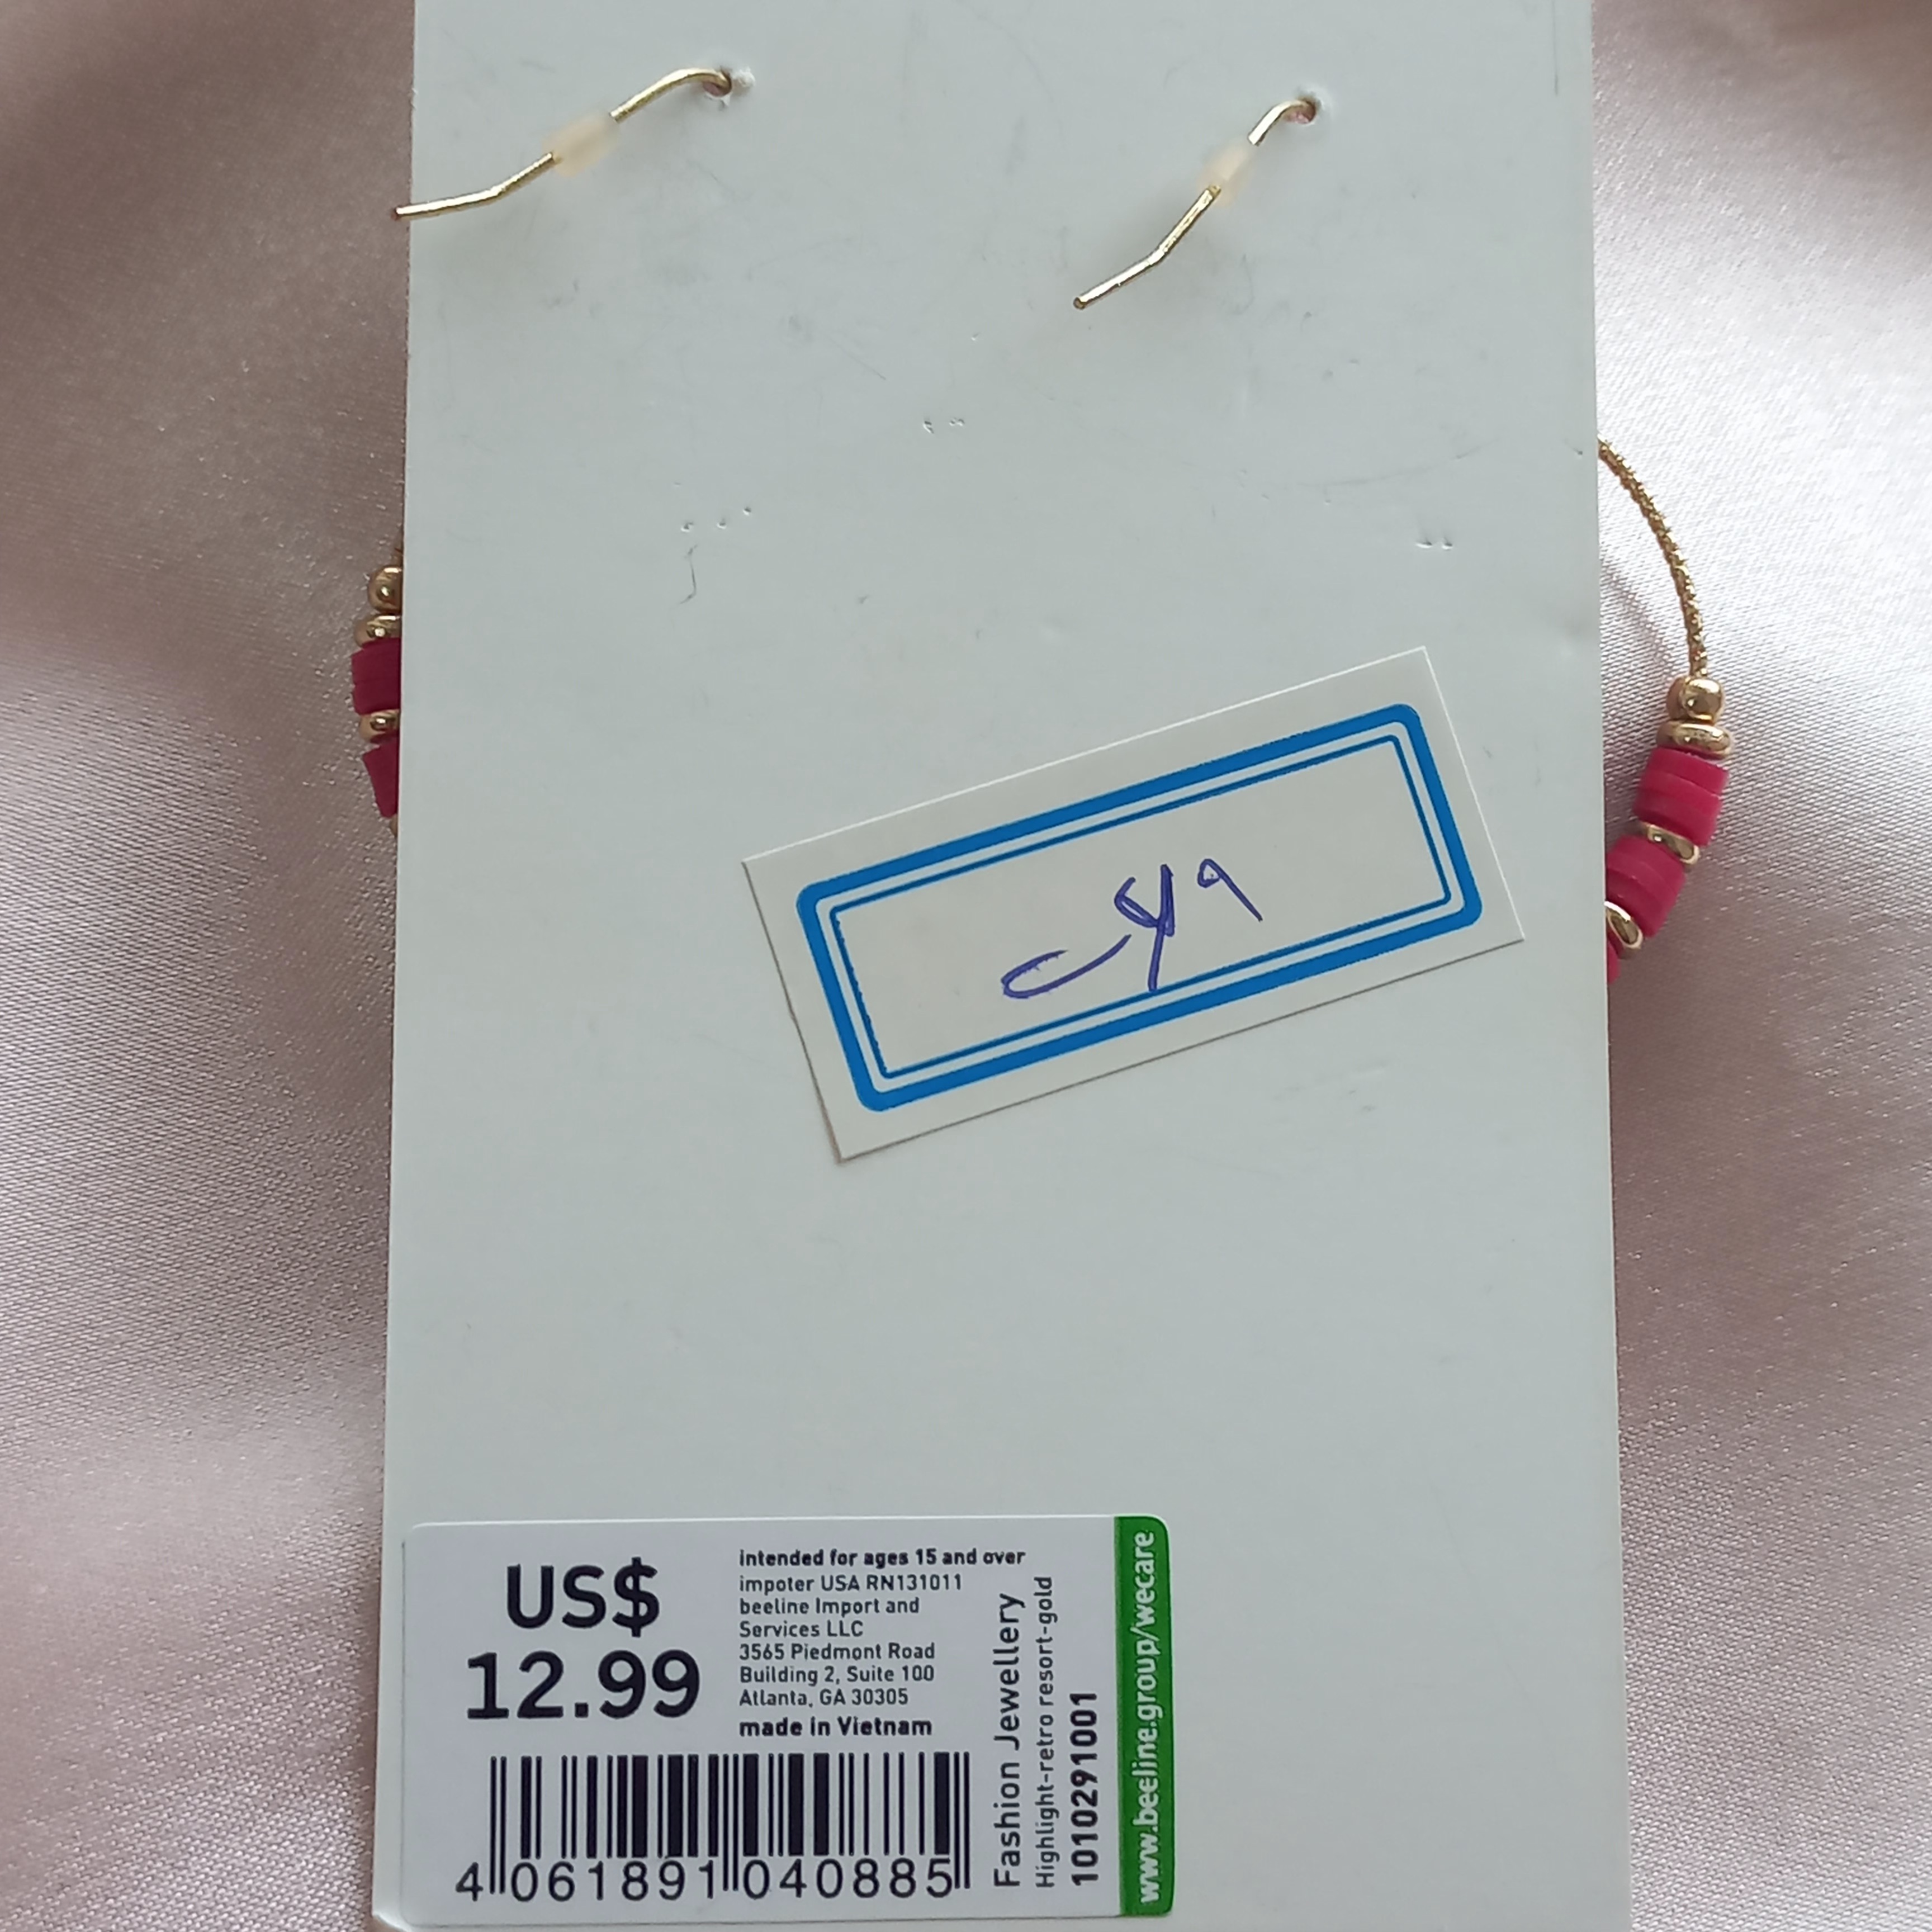 US$
12.99
intended for ages 15 and over
impoter USA RN131011
beeline Import and
Services LLC
3565 Piedmont Road
Building 2, Suite 100
Atlanta, GA 30305
made in Vietnam
4 061891 040885
Fashion Jewellery
Highlight-retro resort-gold
1010291001
www.beeline.group/wecare